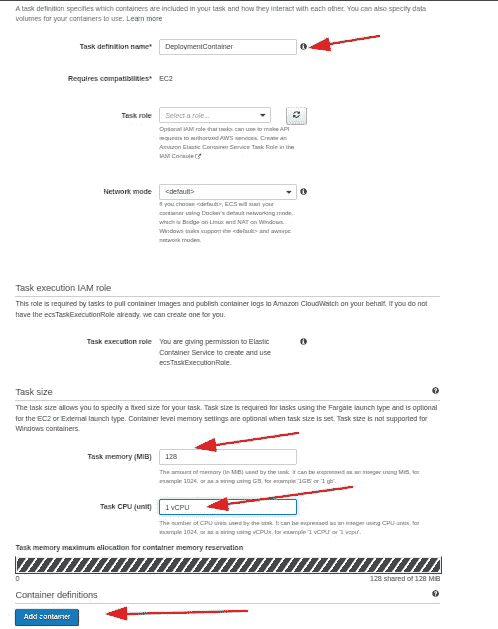 A task definition specifies which containers are included in your task and how they interact with each other. You can also specify data
volumes for your containers to use. Learn more
Task definition name* DeploymentContainer
Requires compatibilities* EC2
Task role Select a role...
Optional IAM role that tasks can use to make API
requests to authorized AWS services. Create an
Amazon Elastic Container Service Task Role in the
IAM Console
Network mode <default>
If you choose <default>, ECS will start your
container using Docker's default networking mode,
which is Bridge on Linux and NAT on Windows.
Windows tasks support the <default> and awsvpc
network modes.
Task execution IAM role
This role is required by tasks to pull container images and publish container logs to Amazon CloudWatch on your behalf. If you do not
have the ecsTaskExecutionRole already, we can create one for you.
Task execution role You are giving permission to Elastic
Container Service to create and use
ecsTaskExecutionRole.
Task size
The task size allows you to specify a fixed size for your task. Task size is required for tasks using the Fargate launch type and is optional
for the EC2 or External launch type. Container level memory settings are optional when task size is set. Task size is not supported for
Windows containers.
Task memory (MiB) 128
The amount of memory (in MiB) used by the task. It can be expressed as an integer using MiB, for
example 1024, or as a string using GB, for example '1GB' or '1 gb'.
Task CPU (unit) 1 vCPU
The number of CPU units used by the task. It can be expressed as an integer using CPU units, for
example 1024, or as a string using vCPUs, for example '1 vCPU' or '1 vcpu'.
Task memory maximum allocation for container memory reservation
0 128 shared of 128 MiB
Container definitions
Add container